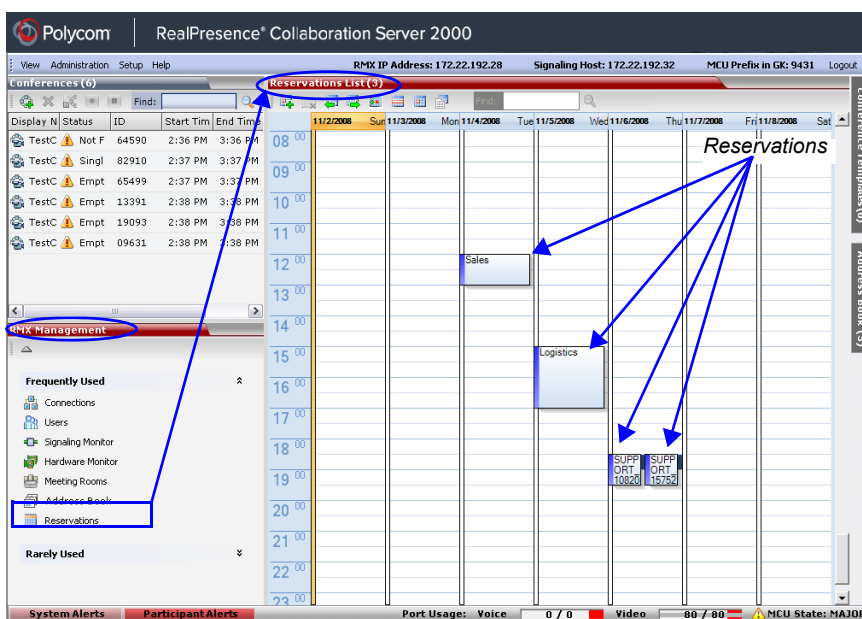 Polycom RealPresence® Collaboration Server 2000
View Administration Setup Help RMX IP Address: 172.22.192.28 Signaling Host: 172.22.192.32 MCU Prefix in GK: 9431 Logout
Conferences (6)
Find:
Display N Status ID Start Tim End Time
TestC Not F 64590 2:36 PM 3:36 PM
TestC Singl 82910 2:37 PM 3:37 PM
TestC Empt 65499 2:37 PM 3:37 PM
TestC Empt 13391 2:38 PM 3:38 PM
TestC Empt 19093 2:38 PM 3:38 PM
TestC Empt 09631 2:38 PM 3:38 PM
RMX Management
Frequently Used
Connections
Users
Signaling Monitor
Hardware Monitor
Meeting Rooms
Address Book
Reservations
Rarely Used
Reservations List (3)
Find:
11/2/2008 Sun 11/3/2008 Mon 11/4/2008 Tue 11/5/2008 Wed 11/6/2008 Thu 11/7/2008 Fri 11/8/2008 Sat
Reservations
08 00
09 00
10 00
11 00
12 00
Sales
13 00
14 00
15 00
Logistics
16 00
17 00
18 00
SUPP
ORT_
10820
SUPP
ORT_
15752
19 00
20 00
21 00
22 00
23 00
Address Book (5)
System Alerts Participant Alerts Port Usage: Voice 0 / 0 Video 80 / 80 MCU State: MAJOR